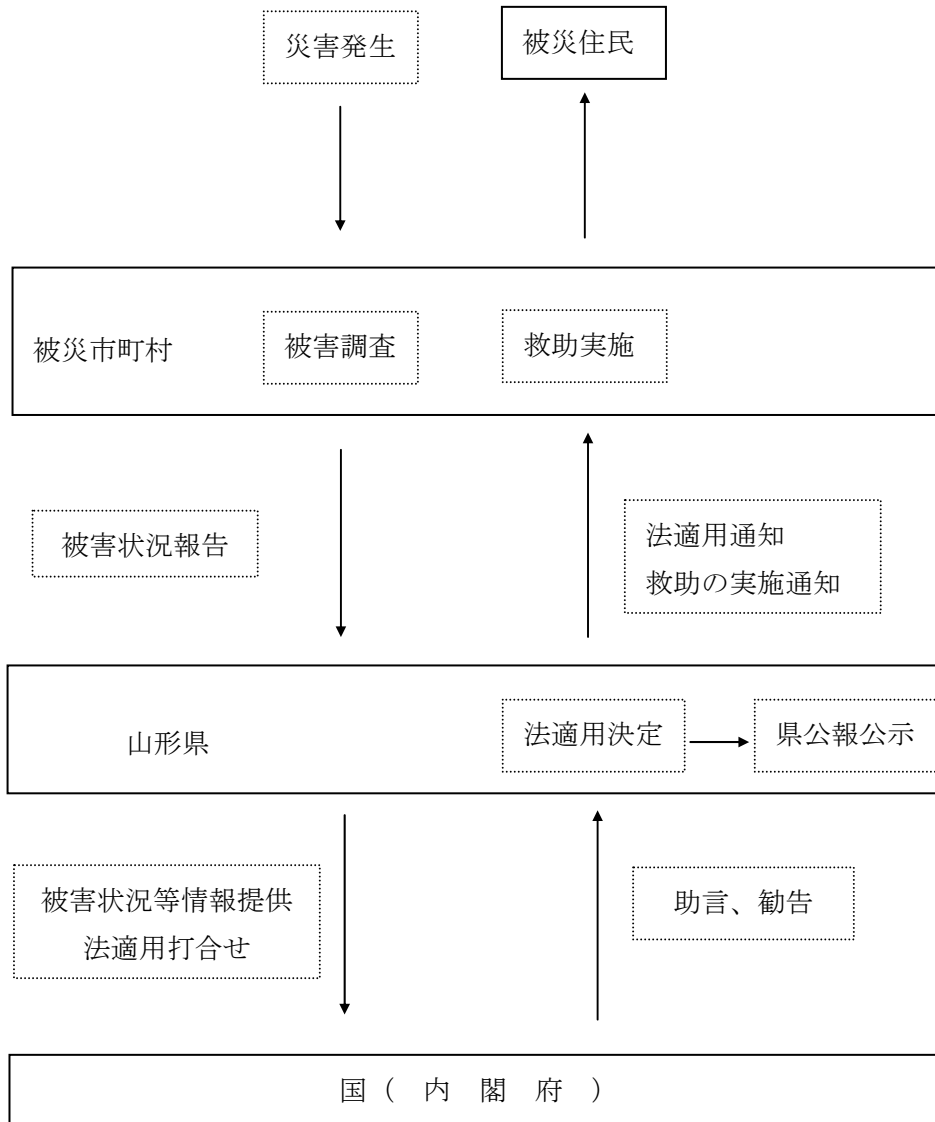 災害発生
被災住民
被災市町村
被害調査
救助実施
被害状況報告
法適用通知
救助の実施通知
山形県
法適用決定
県公報公示
被害状況等情報提供
法適用打合せ
助言、勧告
国（ 内 閣 府 ）